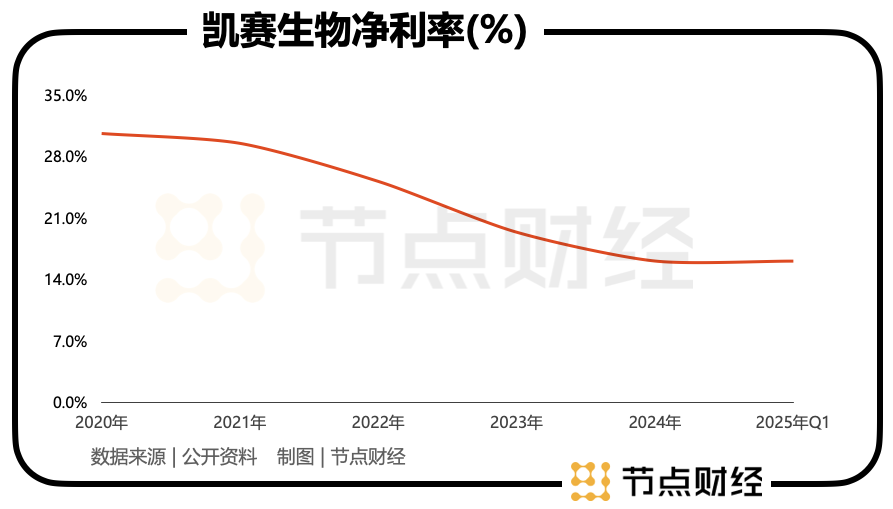 凯赛生物净利率(%)
35.0%
28.0%
21.0%
14.0%
7.0%
0.0%
2020年 2021年 2022年 2023年 2024年 2025年Q1
节点财经
数据来源 | 公开资料 制图 | 节点财经
节点财经